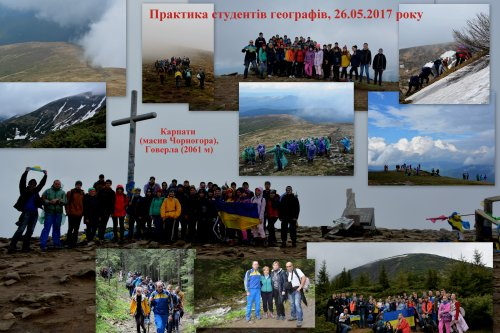 Практика студентів географів, 26.05.2017 року
Карпати
(масив Чорногора),
Говерла (2061 м)